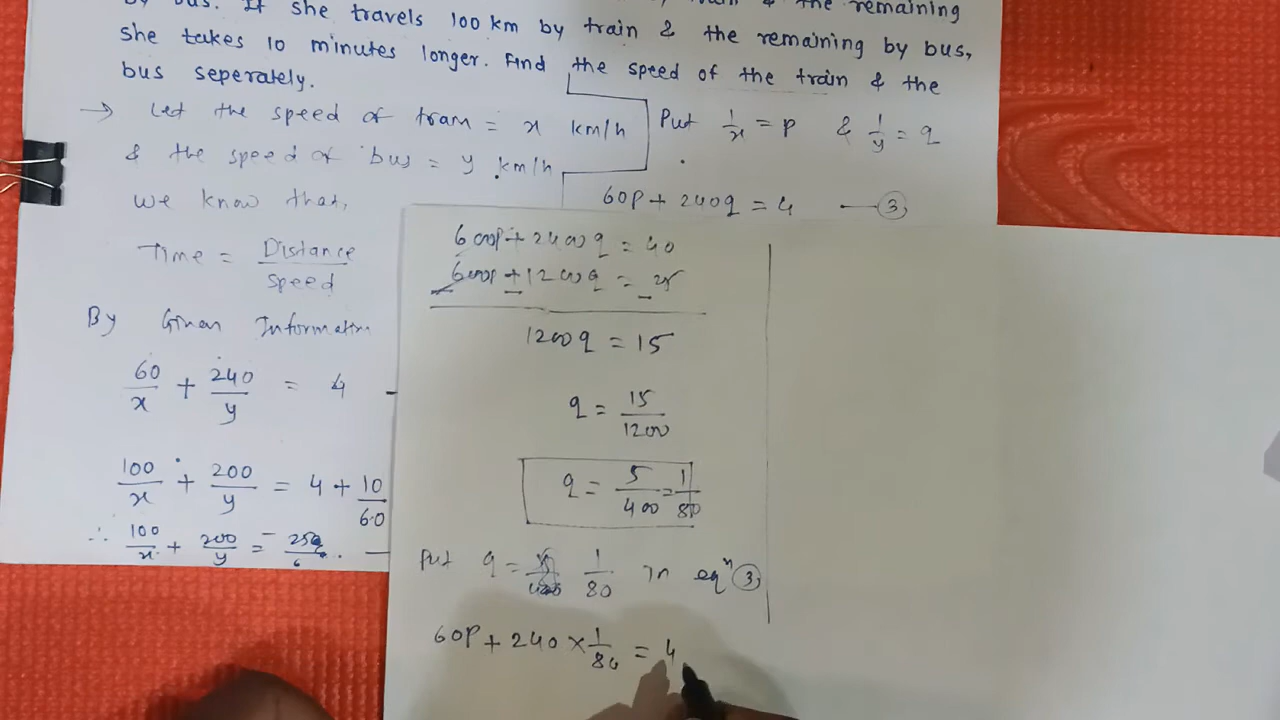 the remaining
by bus. If she travels 100 km by train & the remaining by bus,
she takes 10 minutes longer. Find the speed of the train & the
bus seperately.
→ Let the speed of train = x km/h
& the speed of bus = y km/h
we know that,
Time = Distance / speed
By Given Information
60/x + 240/y = 4
100/x + 200/y = 4 + 10/60
∴ 100/x + 200/y = 25/6
Put 1/x = p & 1/y = q
60p + 240q = 4 — ③
600p + 2400q = 40
600p + 1200q = 25
1200q = 15
q = 15/1200
q = 5/400 = 1/80
Put q = 1/80 in eqⁿ ③
60p + 240 × 1/80 = 4